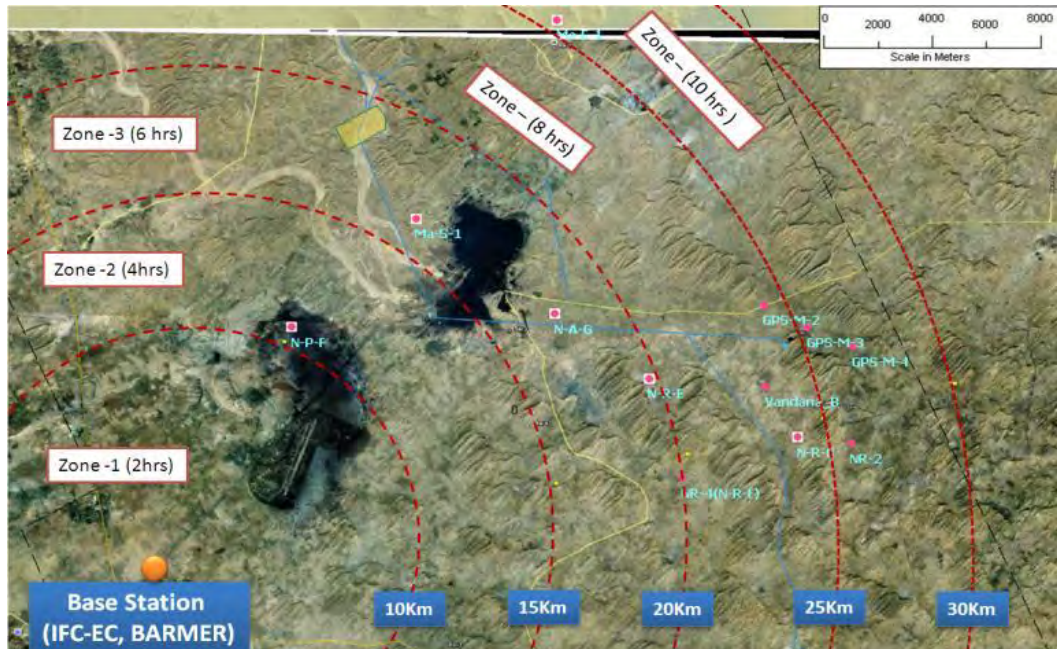 0 2000 4000 6000 8000
Scale in Meters
Zone – (10 hrs )
Zone – (8 hrs)
Zone -3 (6 hrs)
Ma-S-1
Zone -2 (4hrs)
N-P-F
N-A-G
GPS-M-2
GPS-M-3
GPS-M-1
N-R-E
Vandana_B
N-R-C
NR-2
Zone -1 (2hrs)
Base Station
(IFC-EC, BARMER)
10Km
15Km
20Km
25Km
30Km